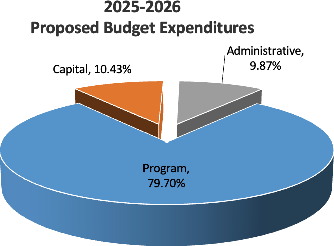 2025-2026
Proposed Budget Expenditures
Administrative,
9.87%
Capital, 10.43%
Program,
79.70%